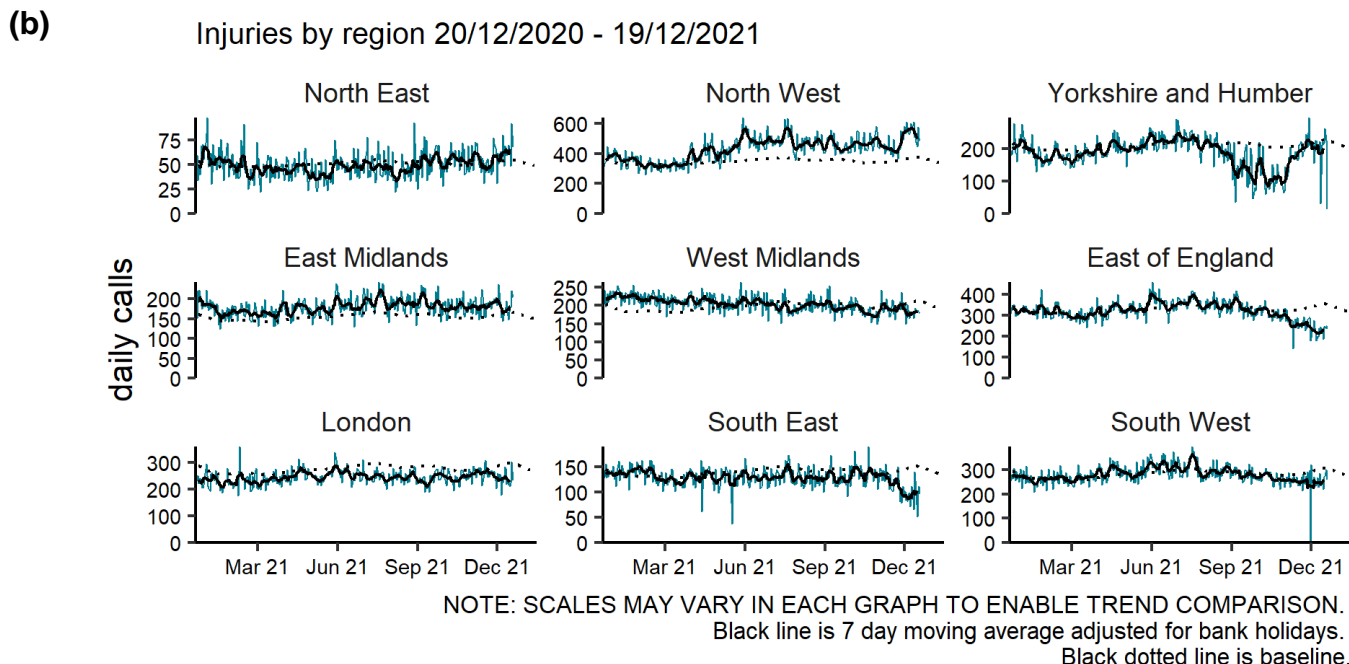 (b)
Injuries by region 20/12/2020 - 19/12/2021
daily calls
North East
75
50
25
0
North West
600
400
200
0
Yorkshire and Humber
200
100
0
East Midlands
200
150
100
50
0
West Midlands
250
200
150
100
50
0
East of England
400
300
200
100
0
London
300
200
100
0
Mar 21 Jun 21 Sep 21 Dec 21
South East
150
100
50
0
Mar 21 Jun 21 Sep 21 Dec 21
South West
300
200
100
0
Mar 21 Jun 21 Sep 21 Dec 21
NOTE: SCALES MAY VARY IN EACH GRAPH TO ENABLE TREND COMPARISON.
Black line is 7 day moving average adjusted for bank holidays.
Black dotted line is baseline.